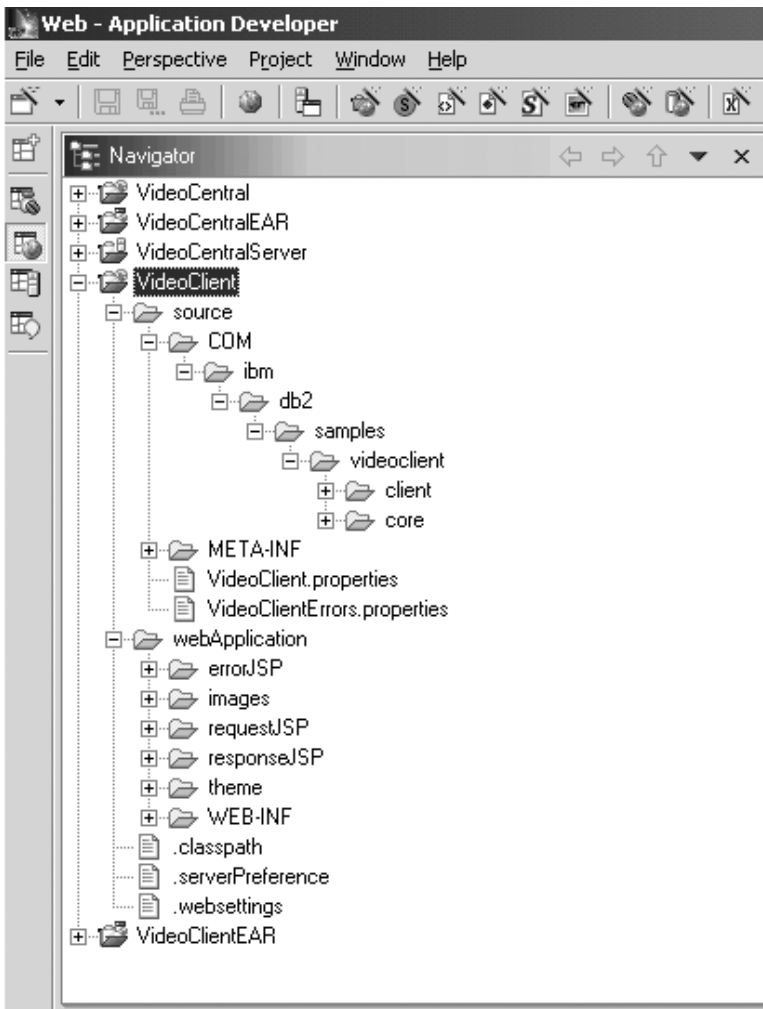 Web - Application Developer
File Edit Perspective Project Window Help
Navigator
VideoCentral
VideoCentralEAR
VideoCentralServer
VideoClient
source
COM
ibm
db2
samples
videoclient
client
core
META-INF
VideoClient.properties
VideoClientErrors.properties
webApplication
errorJSP
images
requestJSP
responseJSP
theme
WEB-INF
.classpath
.serverPreference
.websettings
VideoClientEAR